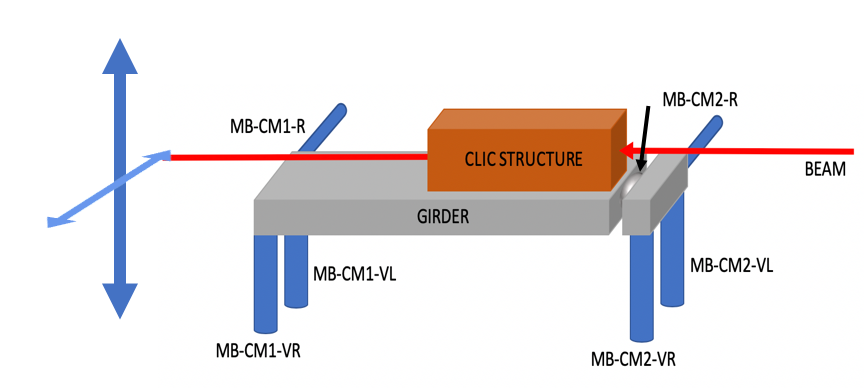 MB-CM2-R
MB-CM1-R
CLIC STRUCTURE
BEAM
GIRDER
MB-CM1-VL
MB-CM2-VL
MB-CM1-VR
MB-CM2-VR